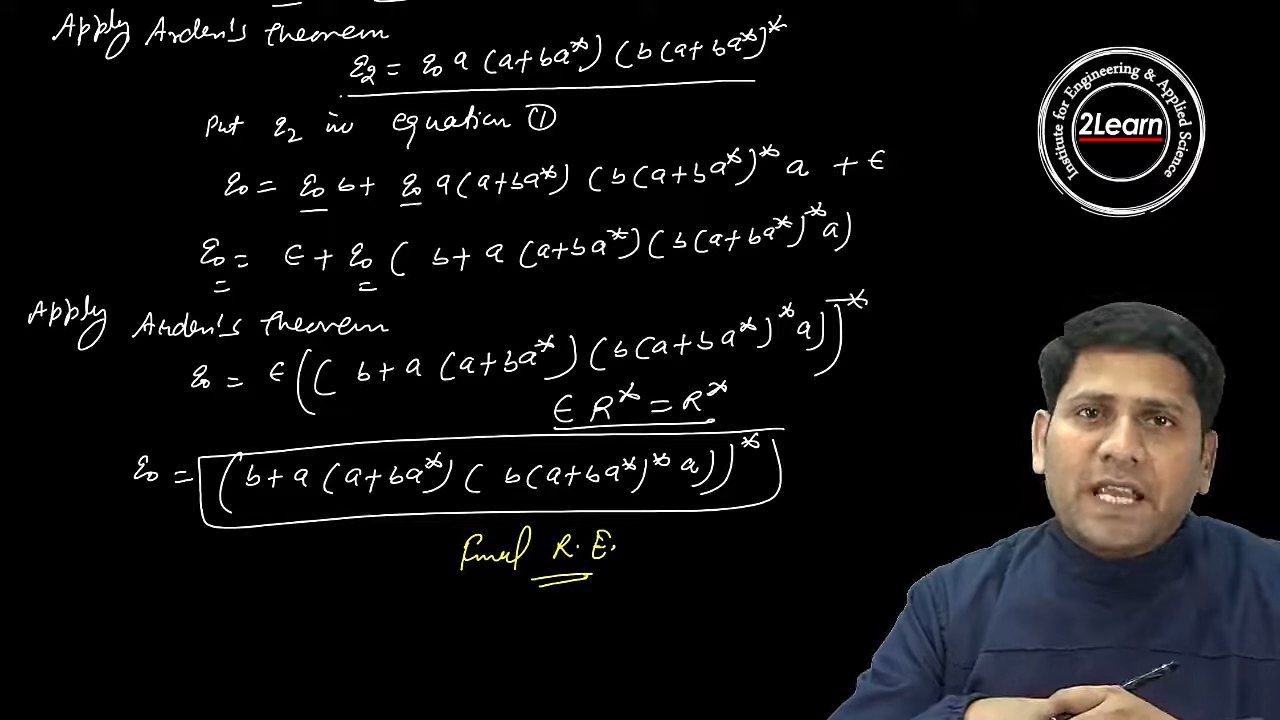 Apply Arden's theorem
q₂ = q₀ a (a+ba*) (b(a+ba*)*
Put q₂ in equation ①
q₀ = q₀ b + q₀ a(a+ba*) (b(a+ba*)* a + ϵ
q₀ = ϵ + q₀ ( b+ a (a+ba*)(b(a+ba*)*a)
Apply Arden's theorem
q₀ = ϵ(( b+a (a+ba*)(b(a+ba*)*a))*
ϵ R* = R*
q₀ = (b+a (a+ba*) ( b(a+ba*)* a))*)
Final R.E.
Institute for Engineering & Applied Science
2Learn